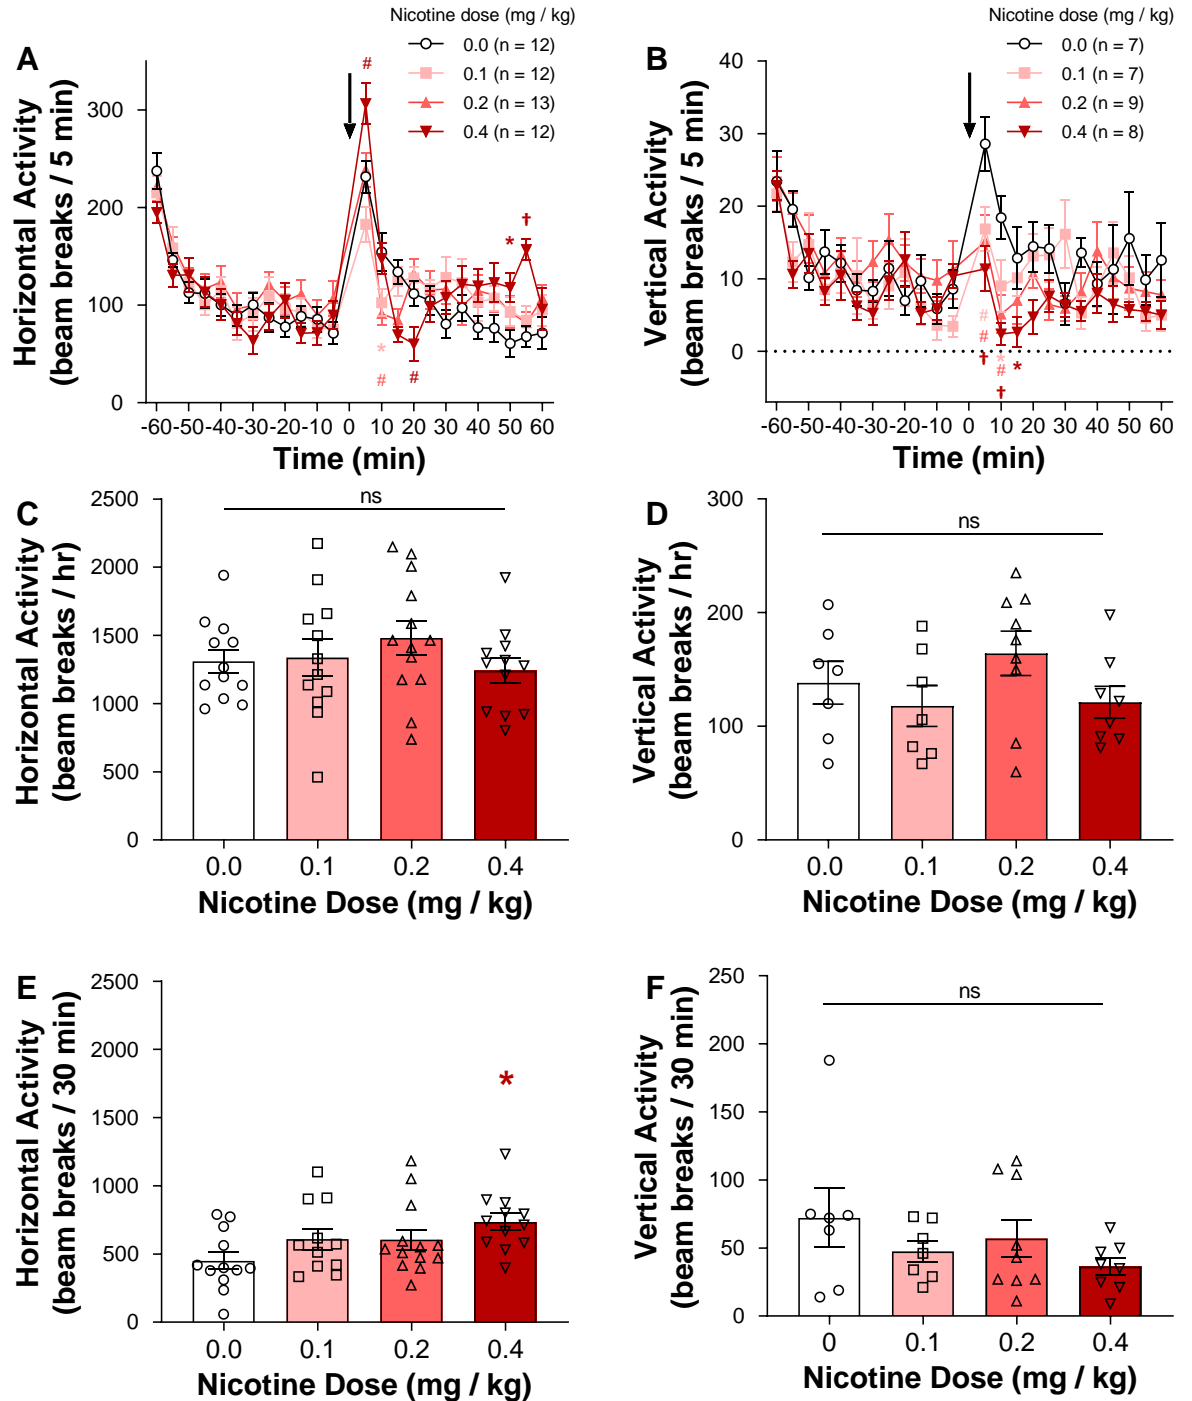 Nicotine dose (mg / kg)
0.0 (n = 12)
0.1 (n = 12)
0.2 (n = 13)
0.4 (n = 12)
A
Horizontal Activity
(beam breaks / 5 min)
300
200
100
0
#
*
†
*
#
#
-60 -50 -40 -30 -20 -10 0 10 20 30 40 50 60
Time (min)
Nicotine dose (mg / kg)
0.0 (n = 7)
0.1 (n = 7)
0.2 (n = 9)
0.4 (n = 8)
B
Vertical Activity
(beam breaks / 5 min)
40
30
20
10
0
#
#
†
*
#
†
*
-60 -50 -40 -30 -20 -10 0 10 20 30 40 50 60
Time (min)
C
Horizontal Activity
(beam breaks / hr)
2500
2000
1500
1000
500
0
ns
0.0 0.1 0.2 0.4
Nicotine Dose (mg / kg)
D
Vertical Activity
(beam breaks / hr)
300
200
100
0
ns
0.0 0.1 0.2 0.4
Nicotine Dose (mg / kg)
E
Horizontal Activity
(beam breaks / 30 min)
2500
2000
1500
1000
500
0
*
0.0 0.1 0.2 0.4
Nicotine Dose (mg / kg)
F
Vertical Activity
(beam breaks / 30 min)
250
200
150
100
50
0
ns
0 0.1 0.2 0.4
Nicotine Dose (mg / kg)